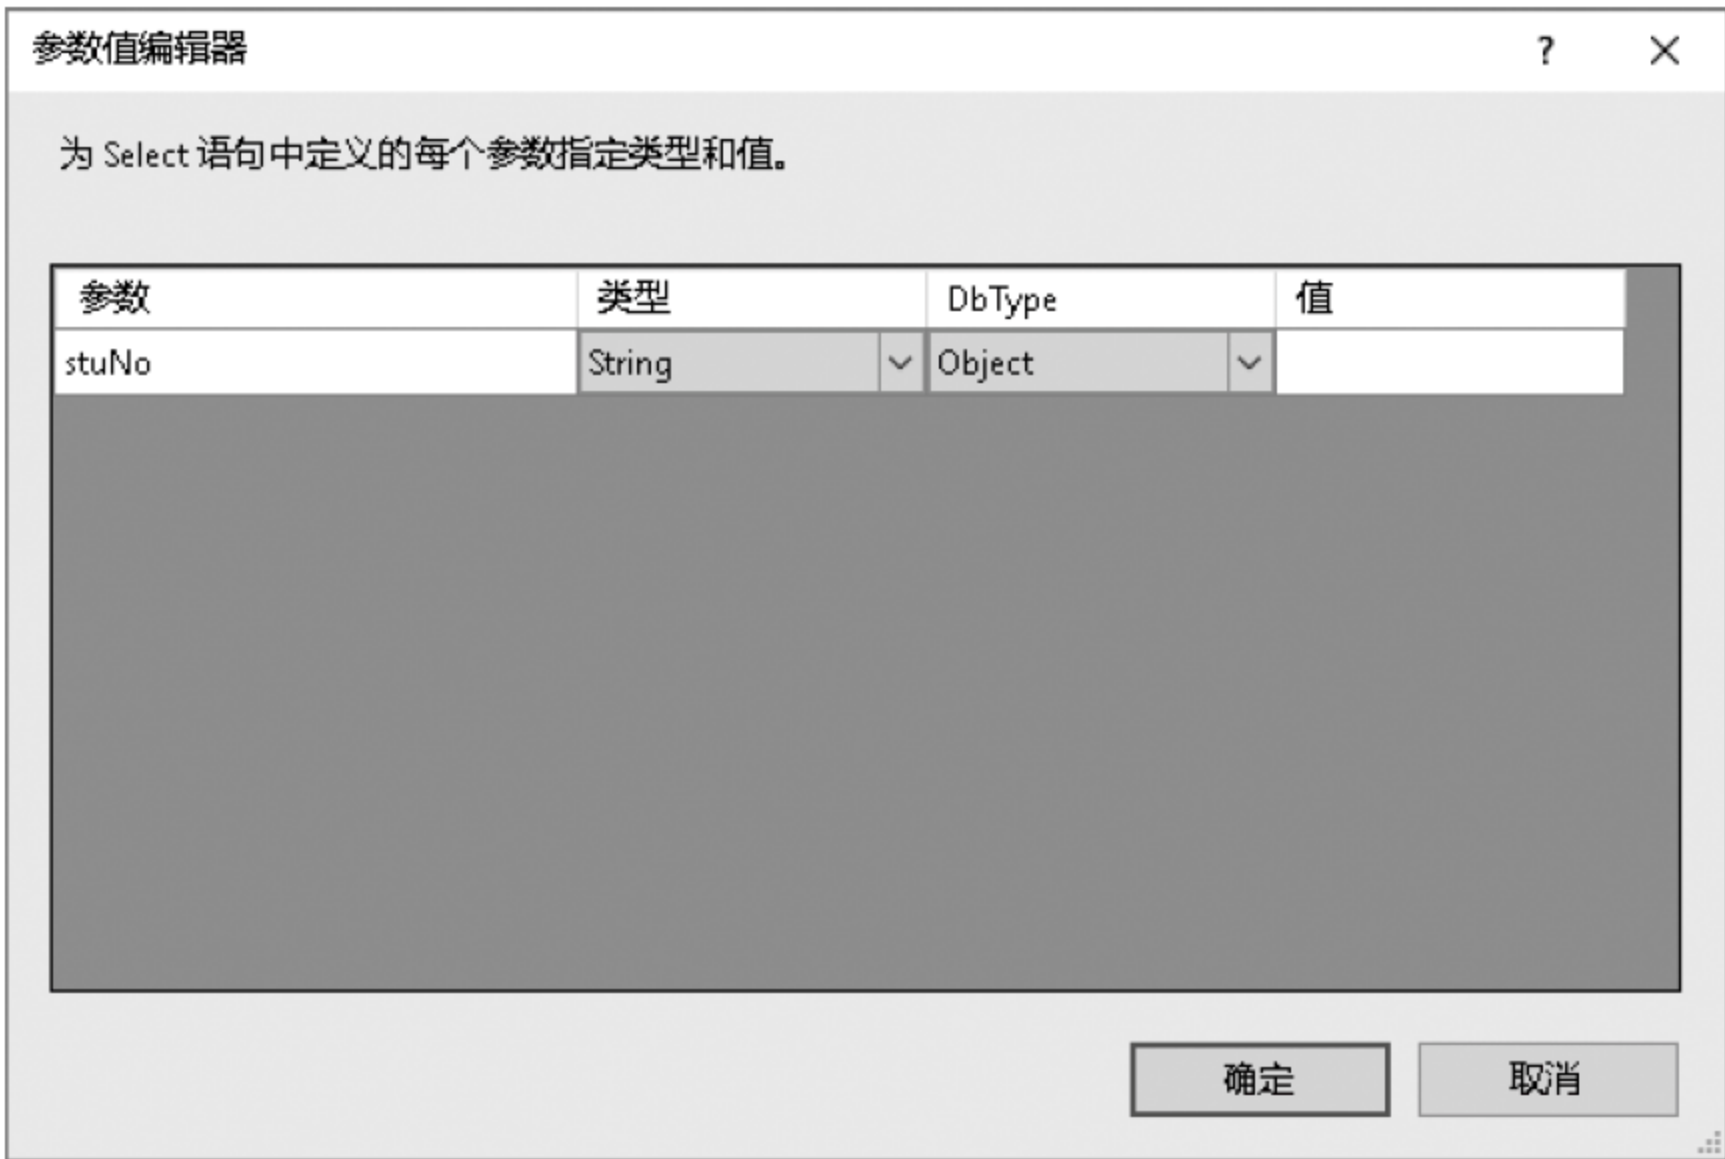 参数值编辑器 ?
为 Select 语句中定义的每个参数指定类型和值。
参数 类型 DbType 值
stuNo String Object
确定 取消